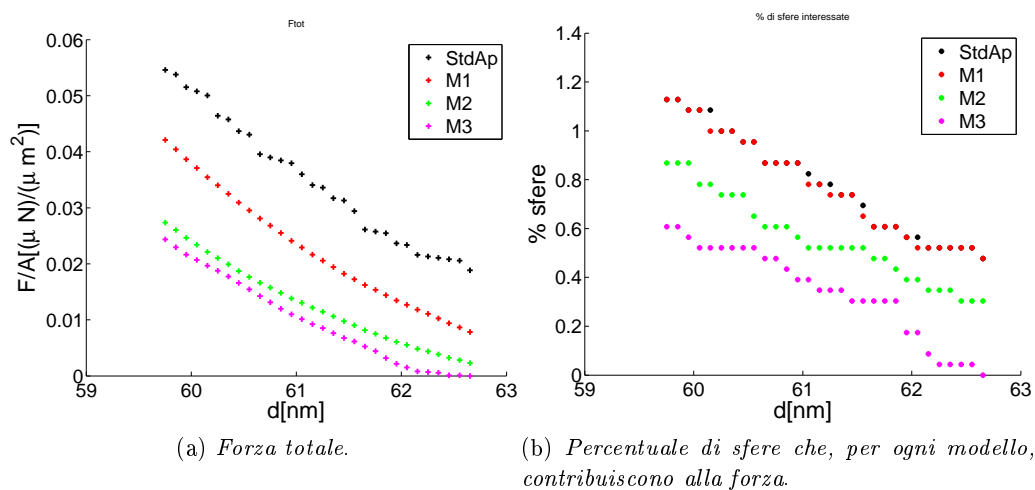 Ftot
0.06
0.05
0.04
0.03
0.02
0.01
0
F/A[(μ N)/(μ m²)]
59
60
61
62
63
d[nm]
StdAp
M1
M2
M3
(a) Forza totale.
% di sfere interessate
1.4
1.2
1
0.8
0.6
0.4
0.2
0
% sfere
59
60
61
62
63
d[nm]
StdAp
M1
M2
M3
(b) Percentuale di sfere che, per ogni modello,
contribuiscono alla forza.